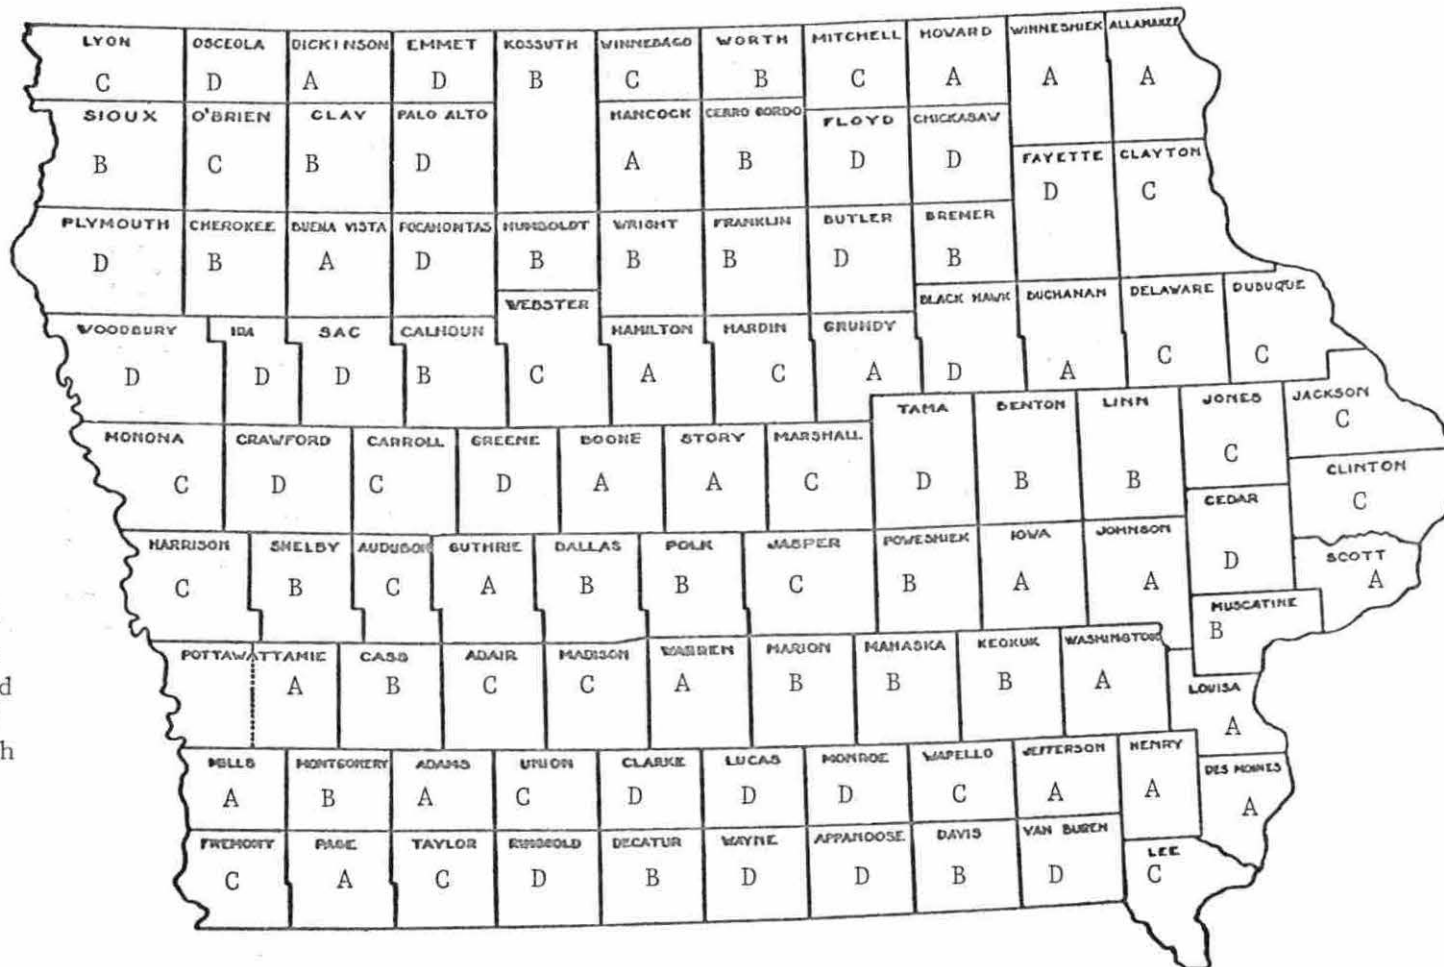 LYON OSCEOLA DICKINSON EMMET KOSSUTH WINNEBAGO WORTH MITCHELL HOWARD WINNESHIEK ALLAMAKEE
C D A D B C B C A A A
SIOUX O'BRIEN CLAY PALO ALTO HANCOCK CERRO GORDO FLOYD CHICKASAW
B C B D A B D D
FAYETTE CLAYTON
D C
PLYMOUTH CHEROKEE BUENA VISTA POCAHONTAS HUMBOLDT WRIGHT FRANKLIN BUTLER BREMER
D B A D B B B D B
WEBSTER BLACK HAWK BUCHANAN DELAWARE DUBUQUE
WOODBURY IDA SAC CALHOUN HAMILTON HARDIN GRUNDY
D D D B C A C A D A C C
TAMA BENTON LINN JONES JACKSON
C
MONONA CRAWFORD CARROLL GREENE BOONE STORY MARSHALL
C D C D A A C D B B C
CLINTON
C
CEDAR
D
HARRISON SHELBY AUDUBON GUTHRIE DALLAS POLK JASPER POWESHIEK IOWA JOHNSON
C B C A B B C B A A
SCOTT
A
MUSCATINE
B
POTTAWATTAMIE CASS ADAIR MADISON WARREN MARION MAHASKA KEOKUK WASHINGTON
A B C C A B B B A
d
LOUISA
A
h
MILLS MONTGOMERY ADAMS UNION CLARKE LUCAS MONROE WAPELLO JEFFERSON HENRY
A B A C D D D C A A
DES MOINES
A
FREMONT PAGE TAYLOR RINGGOLD DECATUR WAYNE APPANOOSE DAVIS VAN BUREN
C A C D B D D B D
LEE
C